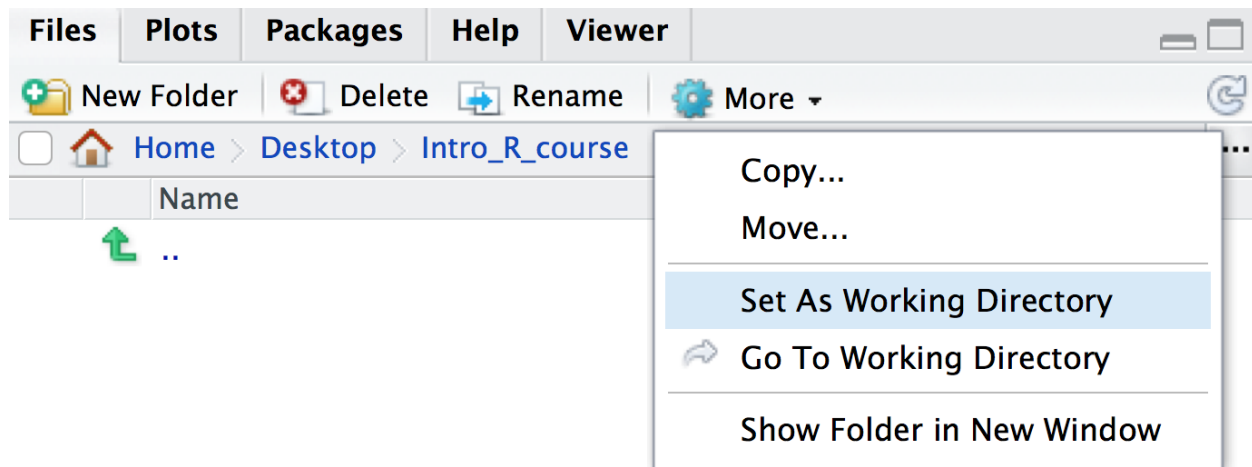 Files Plots Packages Help Viewer
New Folder Delete Rename More
Home Desktop Intro_R_course ...
Name
..
Copy...
Move...
Set As Working Directory
Go To Working Directory
Show Folder in New Window